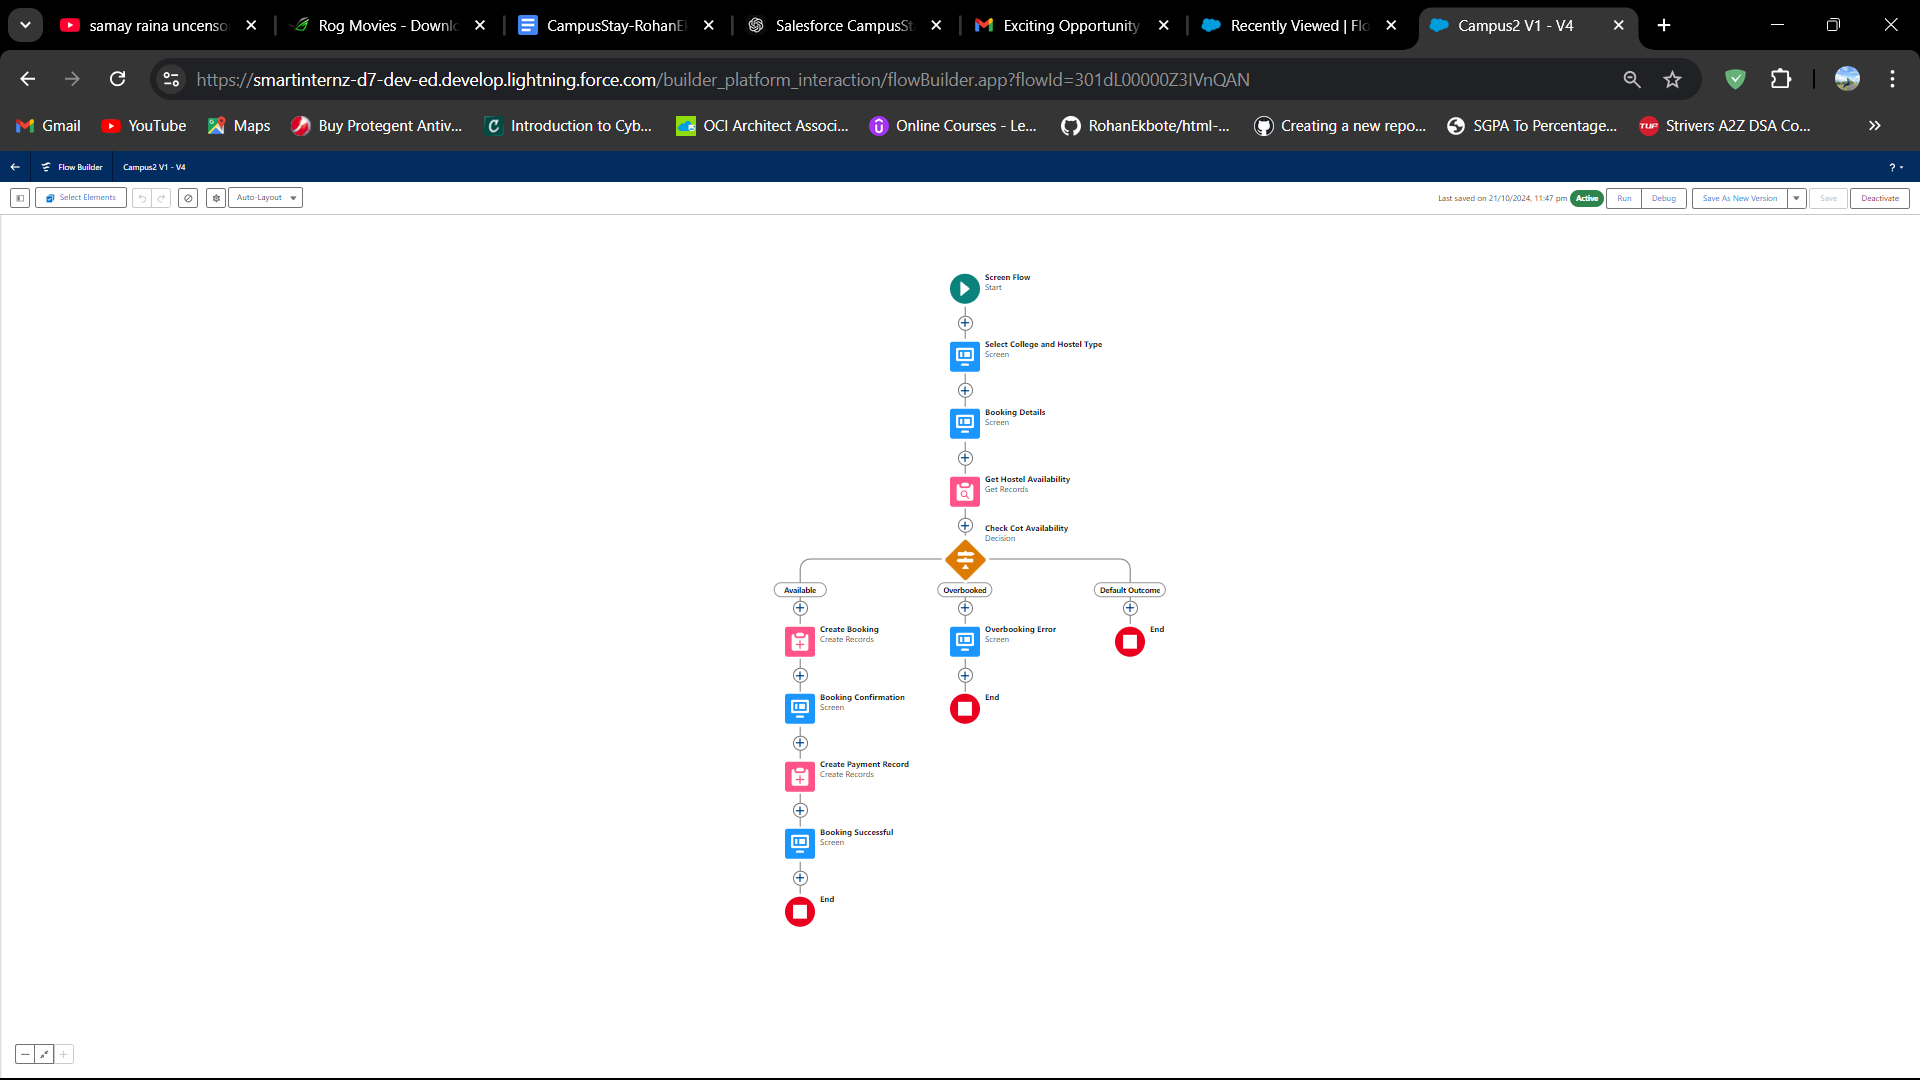 samay raina uncenso
Rog Movies - Downlo
CampusStay-RohanEk
Salesforce CampusSt
Exciting Opportunity
Recently Viewed | Flo
Campus2 V1 - V4
https://smartinternz-d7-dev-ed.develop.lightning.force.com/builder_platform_interaction/flowBuilder.app?flowId=301dL00000Z3IVnQAN
Gmail
YouTube
Maps
Buy Protegent Antiv...
Introduction to Cyb...
OCI Architect Associ...
Online Courses - Le...
RohanEkbote/html-...
Creating a new repo...
SGPA To Percentage...
TUF
Strivers A2Z DSA Co...
Flow Builder
Campus2 V1 - V4
?
Select Elements
Auto-Layout
Last saved on 21/10/2024, 11:47 pm
Active
Run
Debug
Save As New Version
Save
Deactivate
Screen Flow
Start
Select College and Hostel Type
Screen
Booking Details
Screen
Get Hostel Availability
Get Records
Check Cot Availability
Decision
Available
Overbooked
Default Outcome
Create Booking
Create Records
Overbooking Error
Screen
End
Booking Confirmation
Screen
End
Create Payment Record
Create Records
Booking Successful
Screen
End